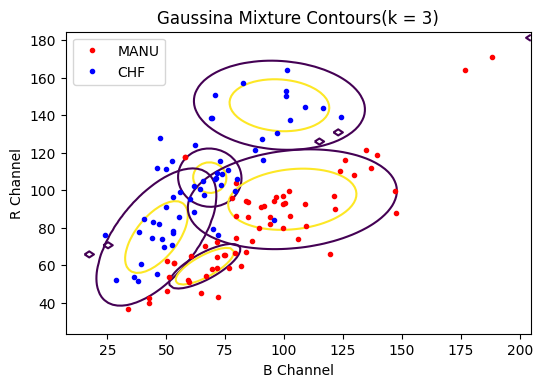 Gaussina Mixture Contours(k = 3)
MANU
CHF
R Channel
180
160
140
120
100
80
60
40
25 50 75 100 125 150 175 200
B Channel